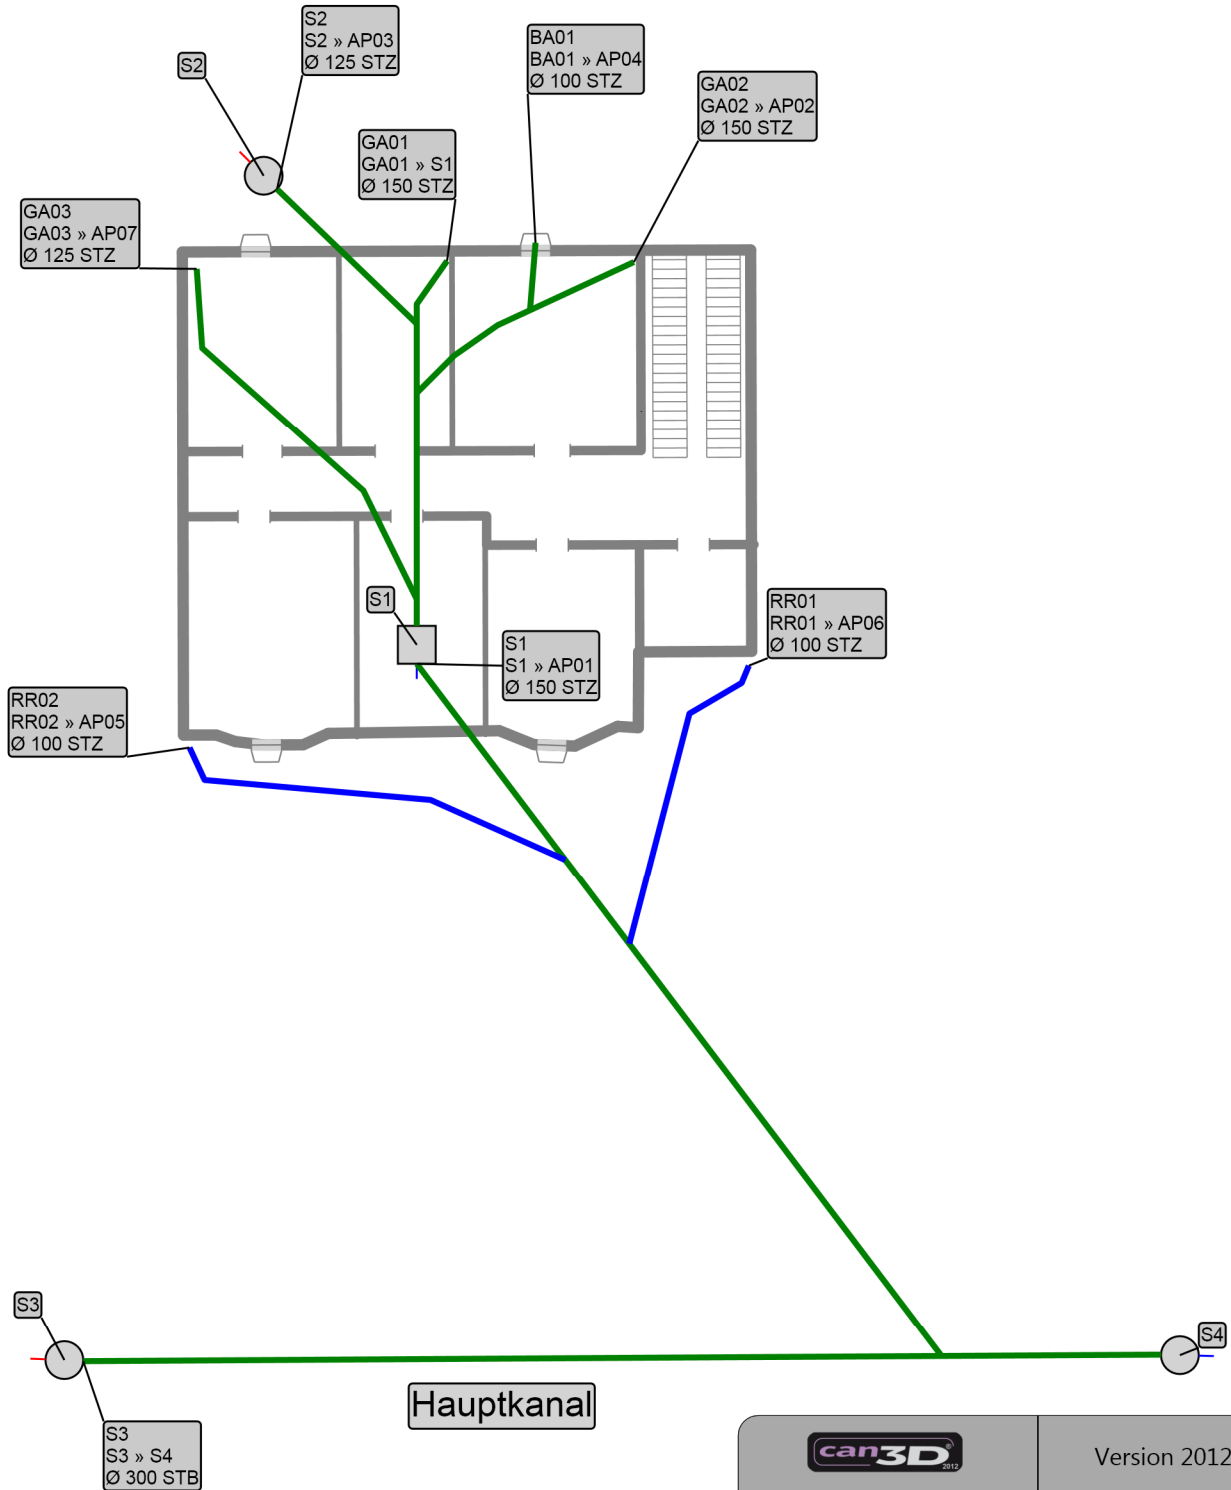 S2
S2 » AP03
Ø 125 STZ
S2
BA01
BA01 » AP04
Ø 100 STZ
GA02
GA02 » AP02
Ø 150 STZ
GA01
GA01 » S1
Ø 150 STZ
GA03
GA03 » AP07
Ø 125 STZ
S1
S1
S1 » AP01
Ø 150 STZ
RR01
RR01 » AP06
Ø 100 STZ
RR02
RR02 » AP05
Ø 100 STZ
S3
S4
Hauptkanal
S3
S3 » S4
Ø 300 STB
can3D®
2012
Version 2012